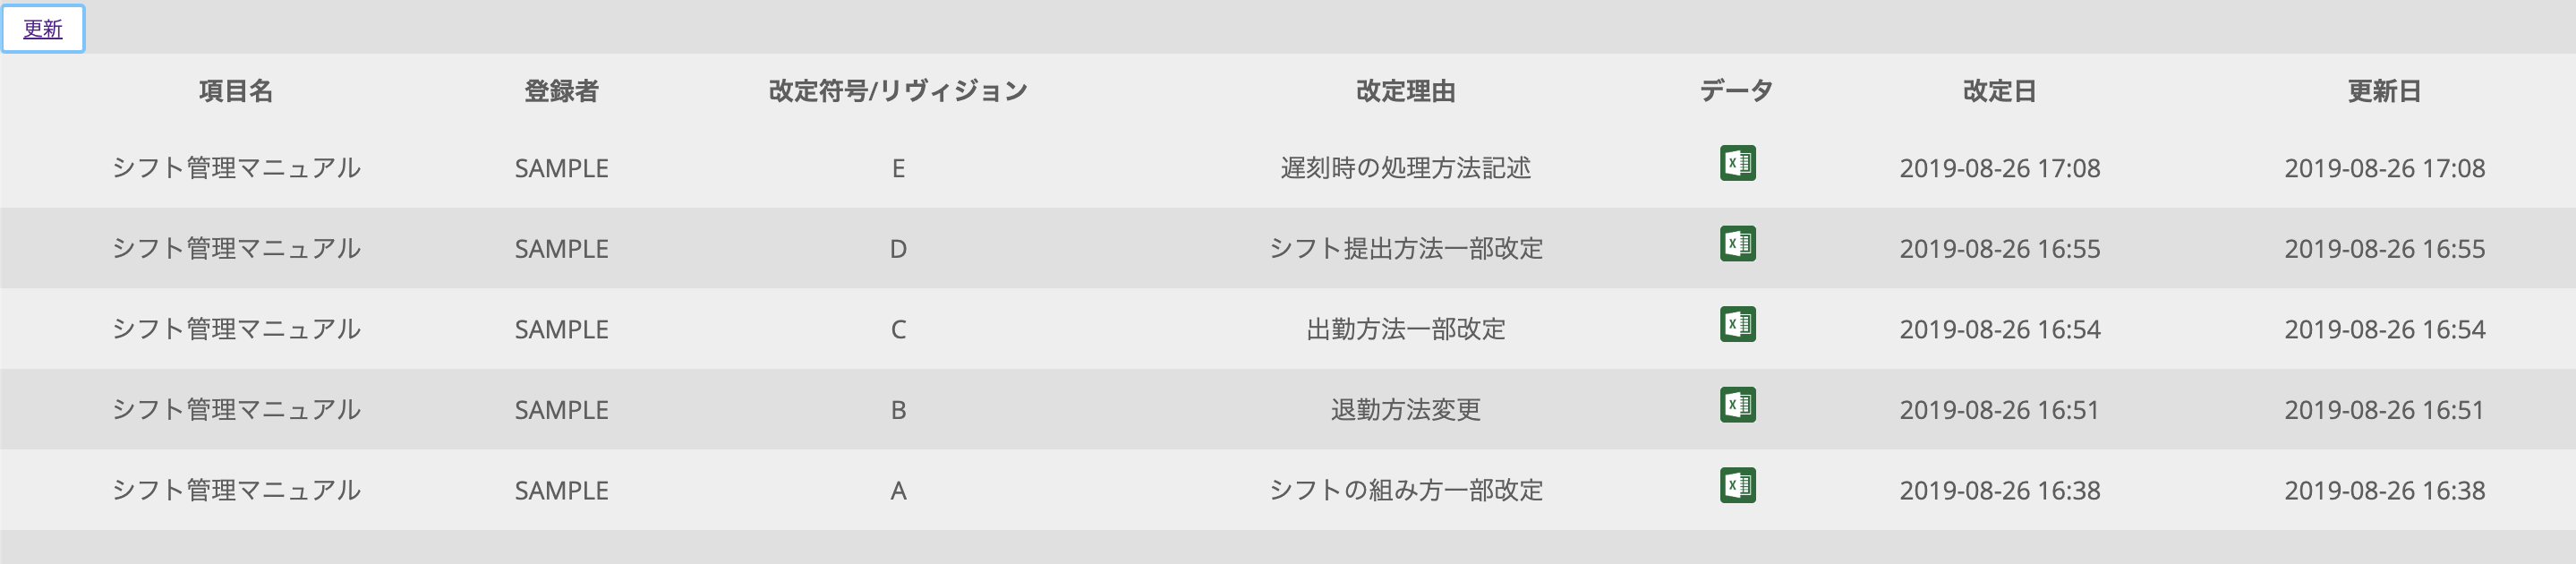 更新
項目名 登録者 改定符号/リヴィジョン 改定理由 データ 改定日 更新日
シフト管理マニュアル SAMPLE E 遅刻時の処理方法記述 2019-08-26 17:08 2019-08-26 17:08
シフト管理マニュアル SAMPLE D シフト提出方法一部改定 2019-08-26 16:55 2019-08-26 16:55
シフト管理マニュアル SAMPLE C 出勤方法一部改定 2019-08-26 16:54 2019-08-26 16:54
シフト管理マニュアル SAMPLE B 退勤方法変更 2019-08-26 16:51 2019-08-26 16:51
シフト管理マニュアル SAMPLE A シフトの組み方一部改定 2019-08-26 16:38 2019-08-26 16:38